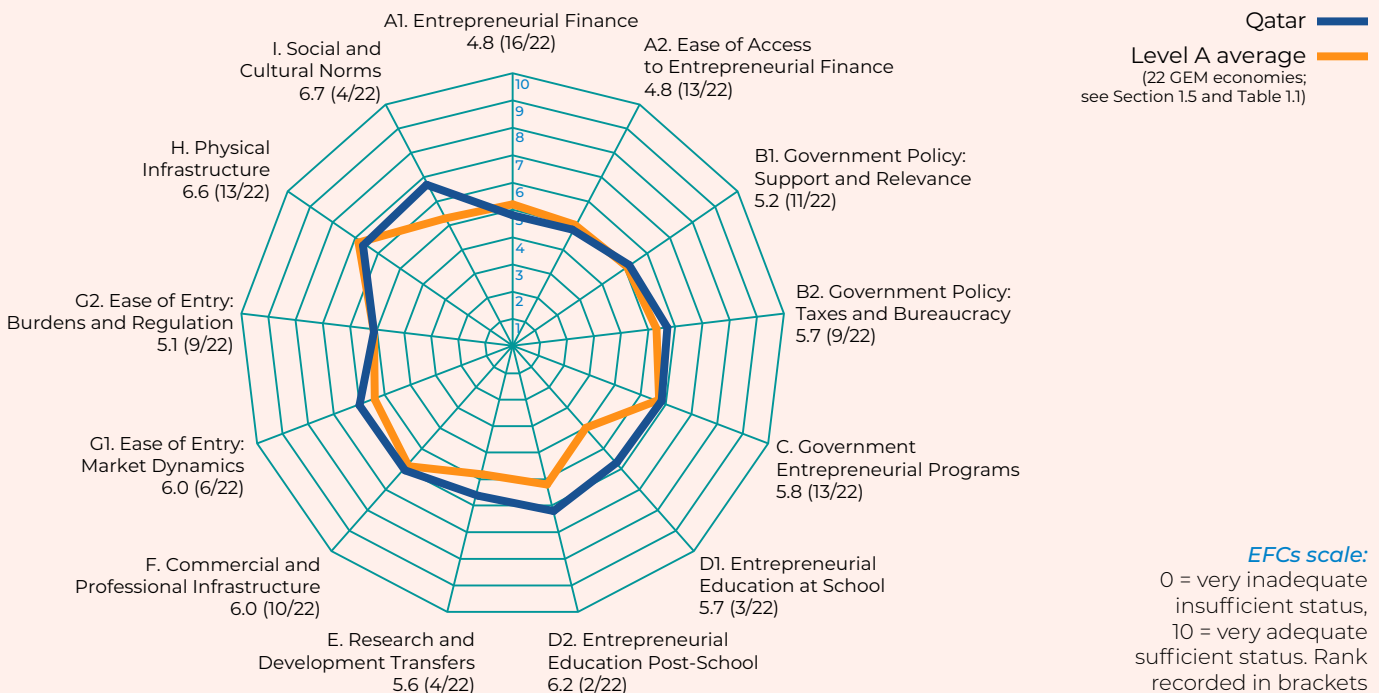 A1. Entrepreneurial Finance
4.8 (16/22)
A2. Ease of Access
to Entrepreneurial Finance
4.8 (13/22)
B1. Government Policy:
Support and Relevance
5.2 (11/22)
B2. Government Policy:
Taxes and Bureaucracy
5.7 (9/22)
C. Government
Entrepreneurial Programs
5.8 (13/22)
D1. Entrepreneurial
Education at School
5.7 (3/22)
D2. Entrepreneurial
Education Post-School
6.2 (2/22)
E. Research and
Development Transfers
5.6 (4/22)
F. Commercial and
Professional Infrastructure
6.0 (10/22)
G1. Ease of Entry:
Market Dynamics
6.0 (6/22)
G2. Ease of Entry:
Burdens and Regulation
5.1 (9/22)
H. Physical
Infrastructure
6.6 (13/22)
I. Social and
Cultural Norms
6.7 (4/22)
10
9
8
7
6
5
4
3
2
1
Qatar
Level A average
(22 GEM economies;
see Section 1.5 and Table 1.1)
EFCs scale:
0 = very inadequate
insufficient status,
10 = very adequate
sufficient status. Rank
recorded in brackets